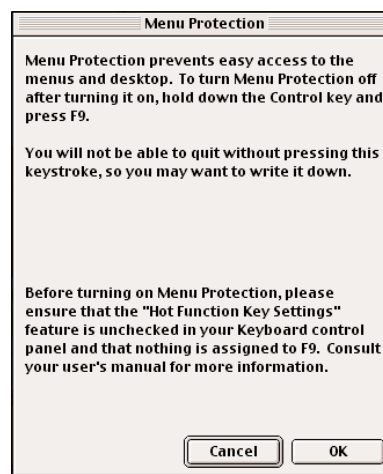 Menu Protection
Menu Protection prevents easy access to the
menus and desktop. To turn Menu Protection off
after turning it on, hold down the Control key and
press F9.
You will not be able to quit without pressing this
keystroke, so you may want to write it down.
Before turning on Menu Protection, please
ensure that the "Hot Function Key Settings"
feature is unchecked in your Keyboard control
panel and that nothing is assigned to F9. Consult
your user's manual for more information.
Cancel OK